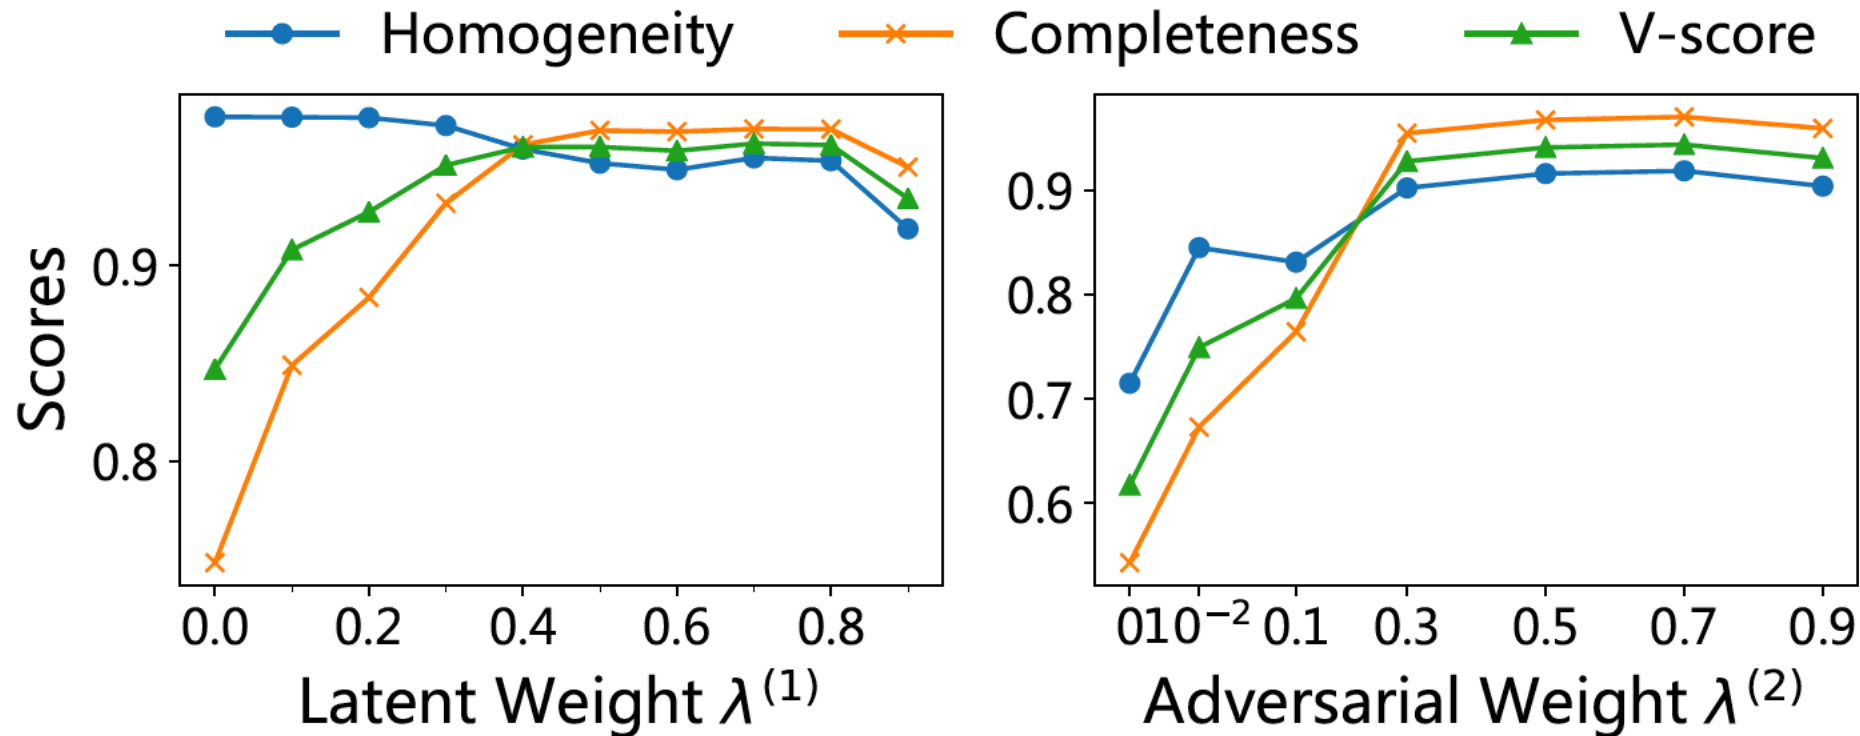 Homogeneity Completeness V-score
Scores
0.9
0.8
0.0 0.2 0.4 0.6 0.8
Latent Weight λ⁽¹⁾
0.9
0.8
0.7
0.6
0 10⁻² 0.1 0.3 0.5 0.7 0.9
Adversarial Weight λ⁽²⁾